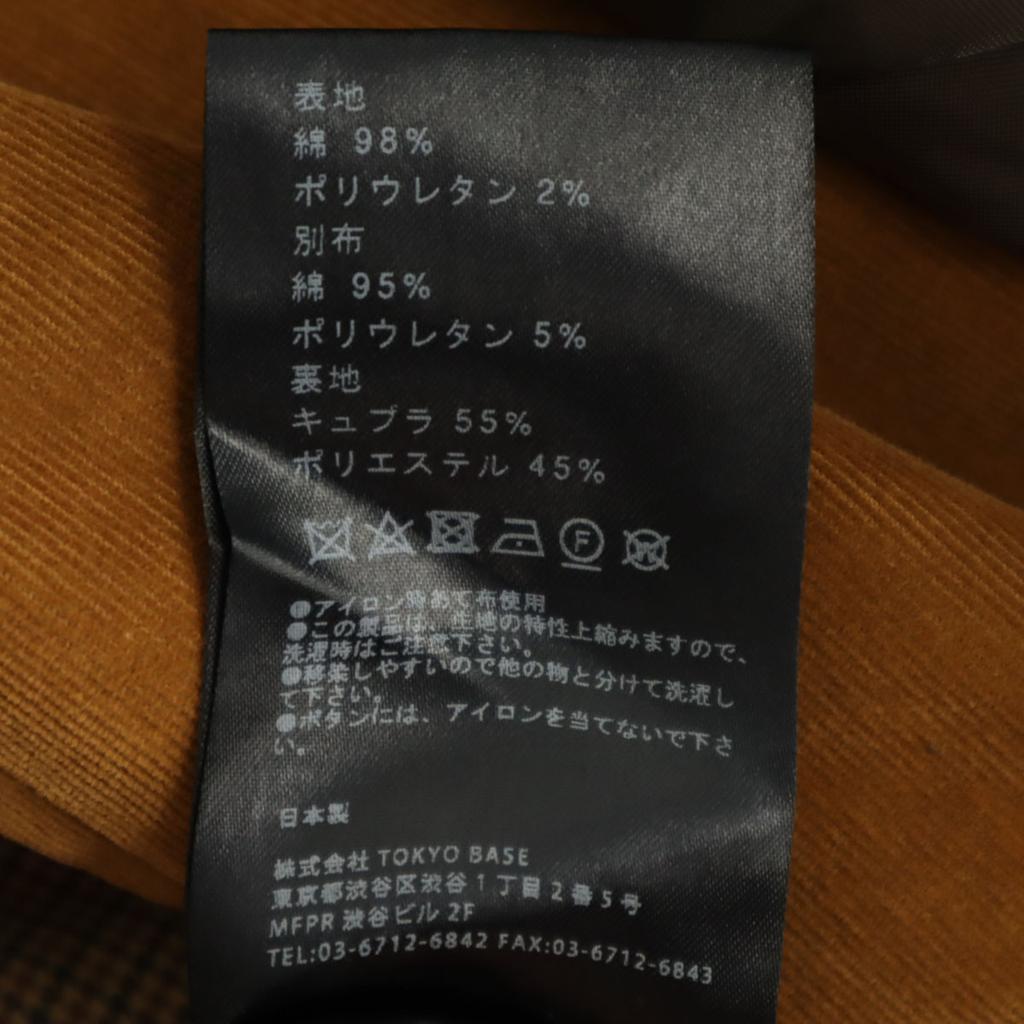 表地
綿 98%
ポリウレタン 2%
別布
綿 95%
ポリウレタン 5%
裏地
キュプラ 55%
ポリエステル 45%
F W
●アイロン時あて布使用
●この製品は、生地の特性上縮みますので、
洗濯時はご注意下さい。
●移染しやすいので他の物と分けて洗濯し
て下さい。
●ボタンには、アイロンを当てないで下さ
い。
日本製
株式会社 TOKYO BASE
東京都渋谷区渋谷1丁目2番5号
MFPR 渋谷ビル 2F
TEL:03-6712-6842 FAX:03-6712-6843